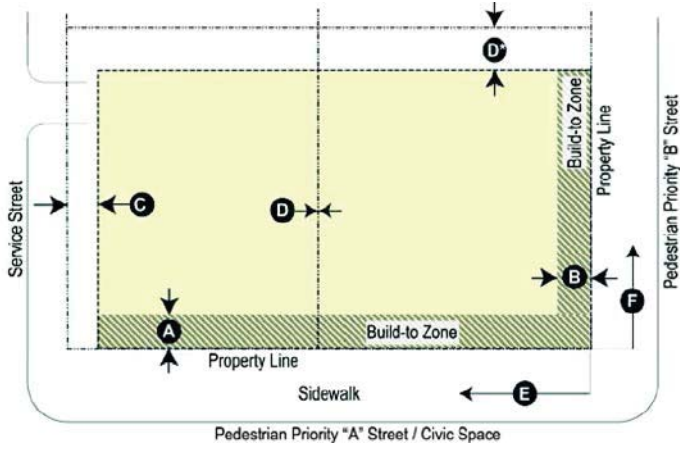 D*
Build-to Zone
Property Line
Pedestrian Priority "B" Street
Service Street
C
D
B
F
A
Build-to Zone
Property Line
Sidewalk
E
Pedestrian Priority "A" Street / Civic Space